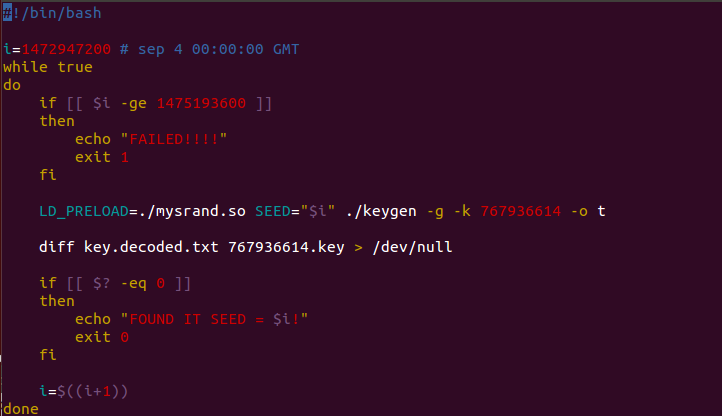 #!/bin/bash
i=1472947200 # sep 4 00:00:00 GMT
while true
do
    if [[ $i -ge 1475193600 ]]
    then
        echo "FAILED!!!!"
        exit 1
    fi
    LD_PRELOAD=./mysrand.so SEED="$i" ./keygen -g -k 767936614 -o t
    diff key.decoded.txt 767936614.key > /dev/null
    if [[ $? -eq 0 ]]
    then
        echo "FOUND IT SEED = $i!"
        exit 0
    fi
    i=$((i+1))
done